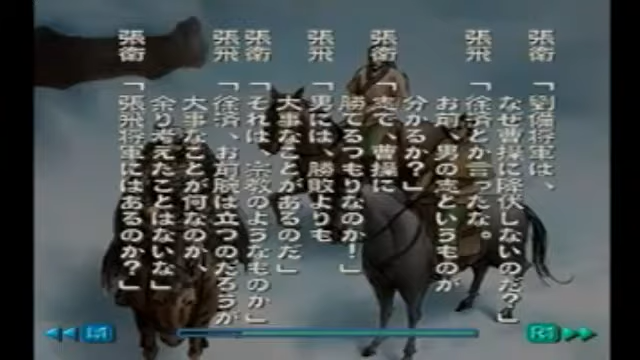 張衛「劉備将軍は、
なぜ曹操に降伏しないのだ?」
張飛「徐済とか言ったな。
お前、男の志というものが
分かるか?」
張衛「志で、曹操に
勝てるつもりなのか!」
張飛「男には、勝敗よりも
大事なことがあるのだ」
張衛「それは、宗教のようなものか」
張飛「徐済、お前腕は立つのだろうが
大事なことが何なのか、
余り考えたことはないな」
張衛「張飛将軍にはあるのか?」
L1
R1